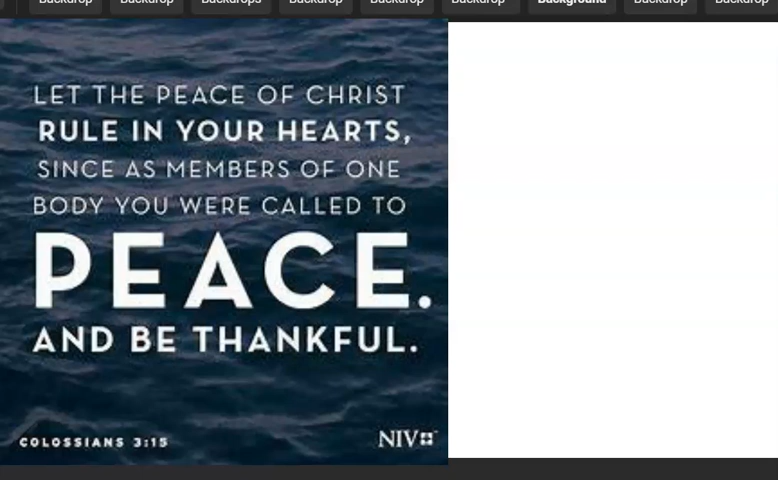 Backdrop Backdrop Backdrops Backdrop Backdrop Backdrop Background Backdrop Backdrop
LET THE PEACE OF CHRIST
RULE IN YOUR HEARTS,
SINCE AS MEMBERS OF ONE
BODY YOU WERE CALLED TO
PEACE.
AND BE THANKFUL.
COLOSSIANS 3:15
NIV